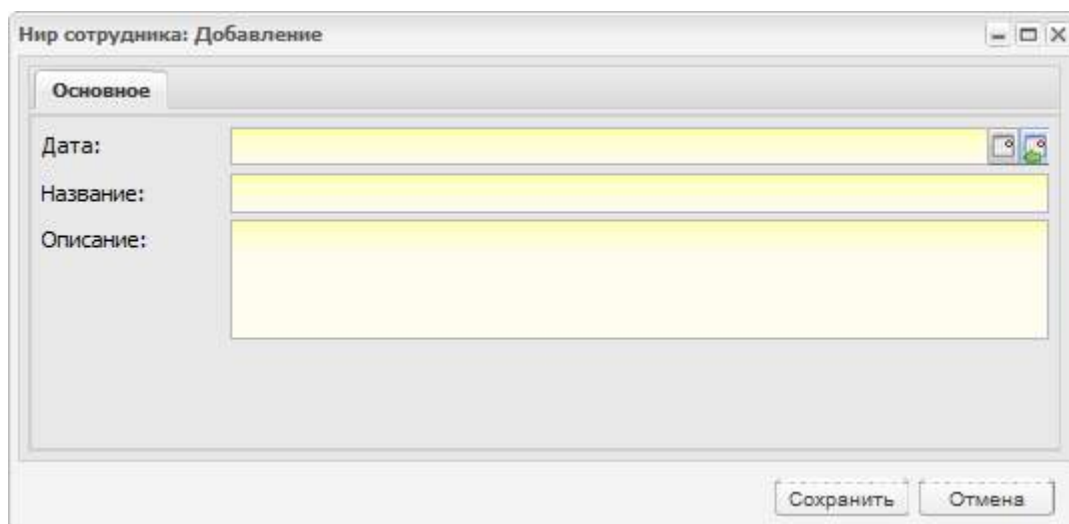 Нир сотрудника: Добавление
Основное
Дата:
Название:
Описание:
Сохранить Отмена